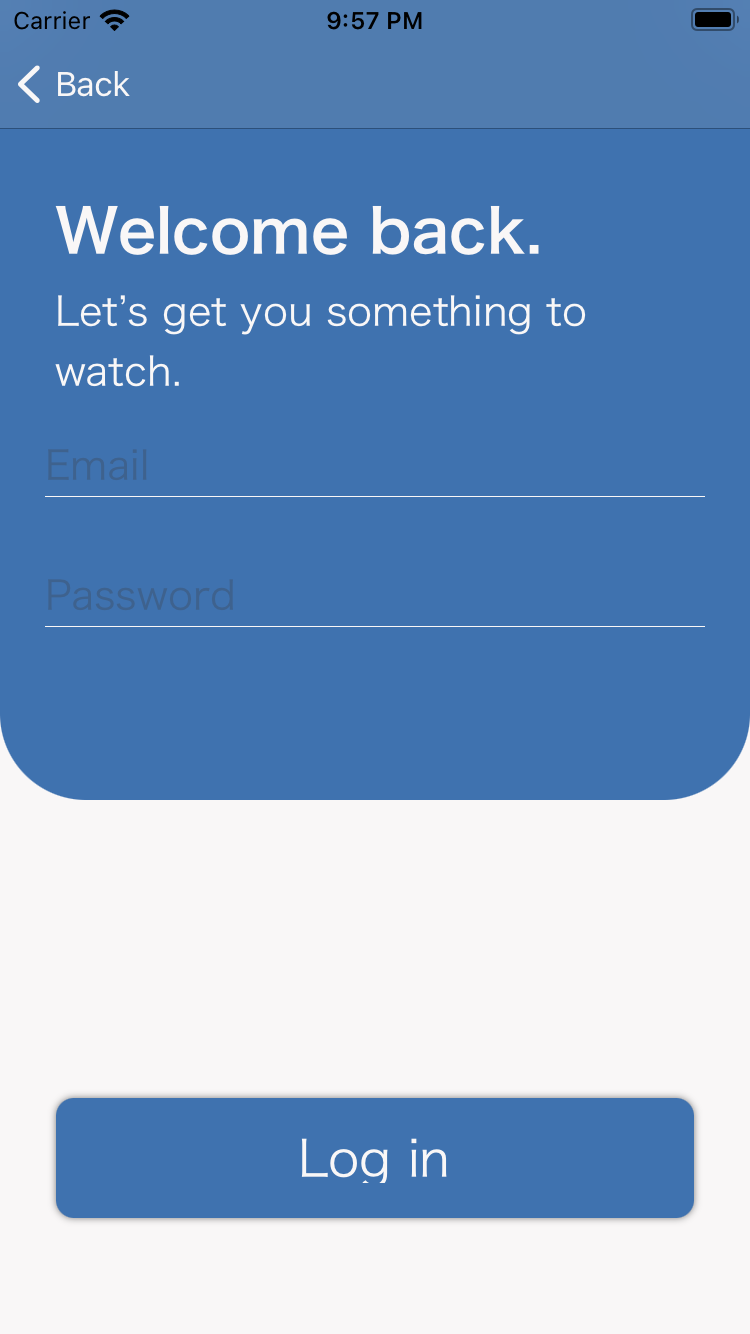 Carrier 9:57 PM
Back
Welcome back.
Let’s get you something to
watch.
Email
Password
Log in